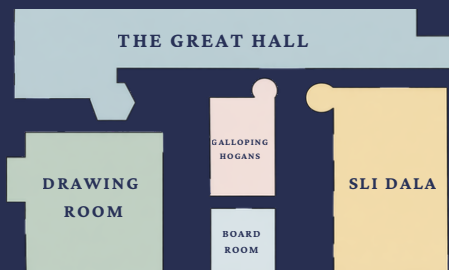 THE GREAT HALL
GALLOPING
HOGANS
DRAWING
ROOM
SLI DALA
BOARD
ROOM